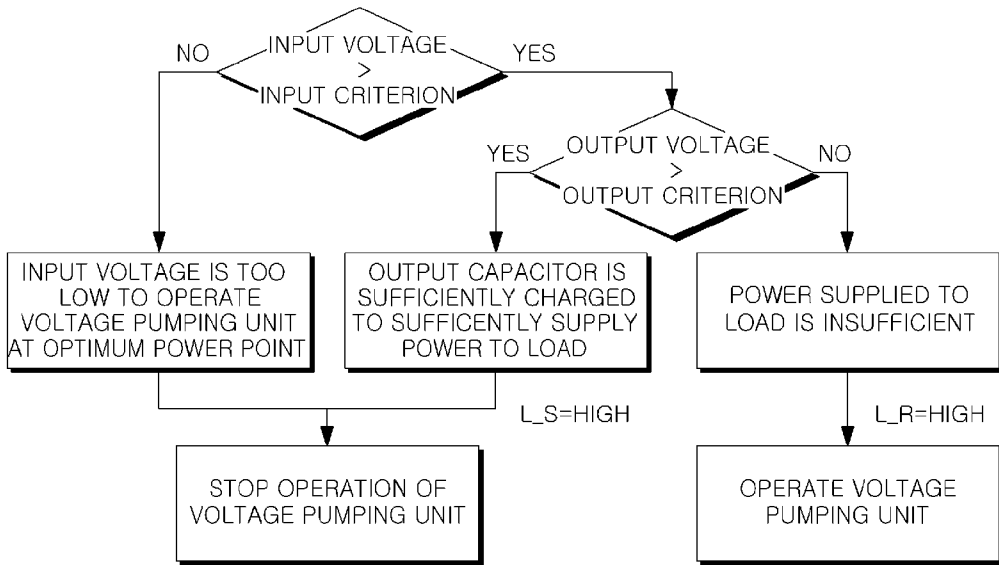 INPUT VOLTAGE
>
INPUT CRITERION
NO
YES
OUTPUT VOLTAGE
>
OUTPUT CRITERION
YES
NO
INPUT VOLTAGE IS TOO
LOW TO OPERATE
VOLTAGE PUMPING UNIT
AT OPTIMUM POWER POINT
OUTPUT CAPACITOR IS
SUFFICIENTLY CHARGED
TO SUFFICENTLY SUPPLY
POWER TO LOAD
POWER SUPPLIED TO
LOAD IS INSUFFICIENT
L_S=HIGH
L_R=HIGH
STOP OPERATION OF
VOLTAGE PUMPING UNIT
OPERATE VOLTAGE
PUMPING UNIT